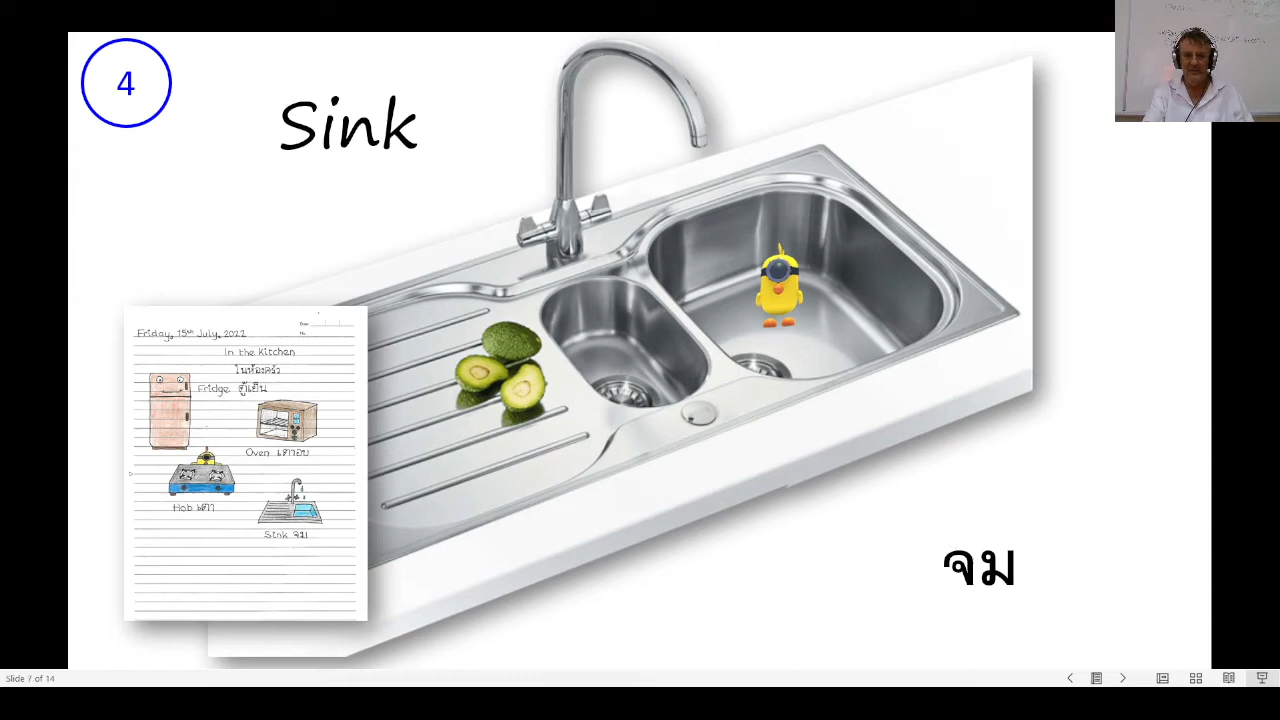 4
Sink
Friday, 15th July, 2022
Date
No.
In the Kitchen
ในห้องครัว
Fridge ตู้เย็น
Oven เตาอบ
Hob เตา
Sink จม
จม
Slide 7 of 14